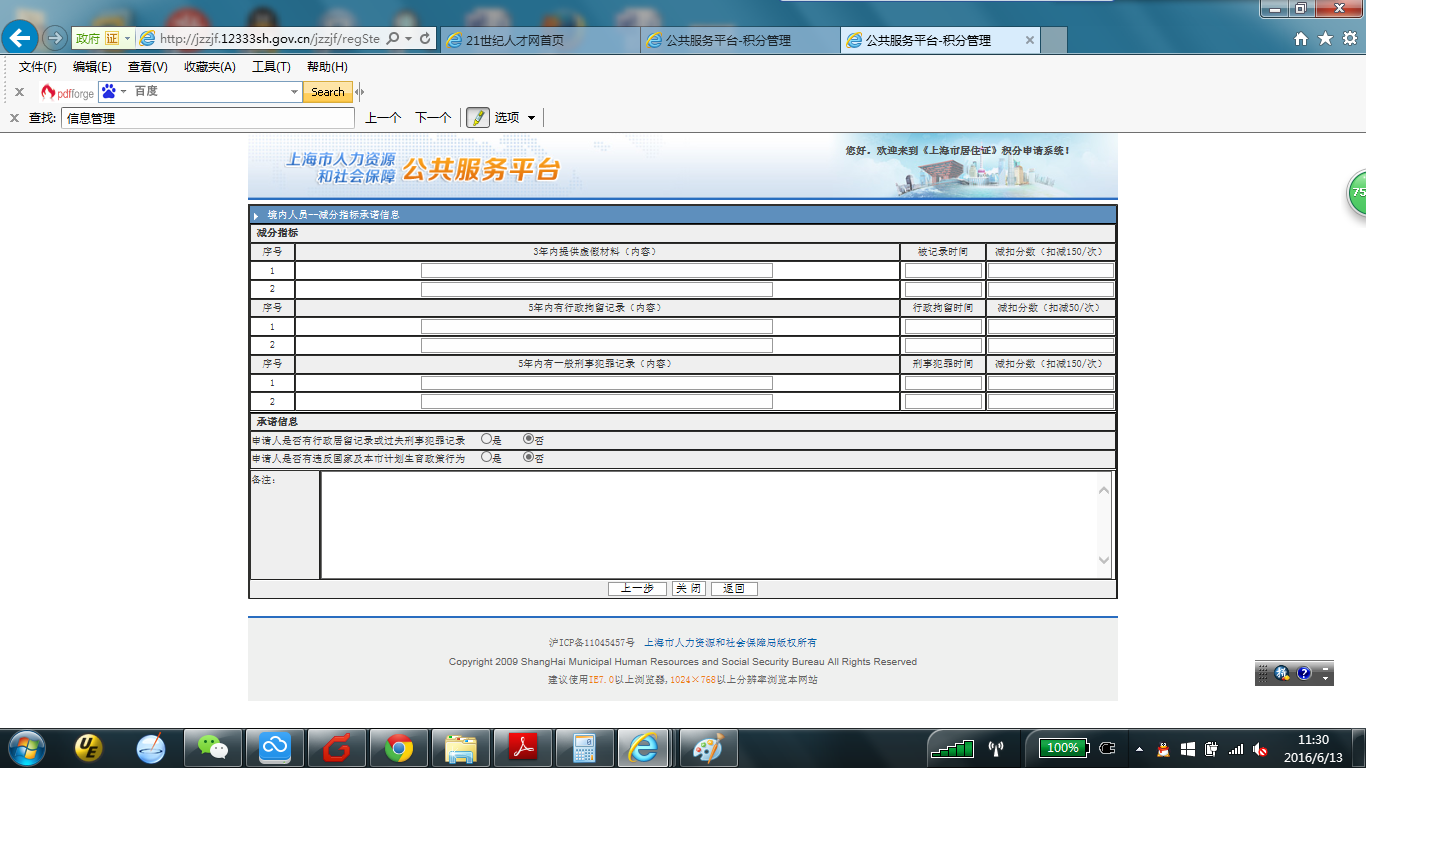 政府 证 http://jzzjf.12333sh.gov.cn/jzzjf/regSte 21世纪人才网首页 公共服务平台-积分管理 公共服务平台-积分管理
文件(F) 编辑(E) 查看(V) 收藏夹(A) 工具(T) 帮助(H)
pdfforge 百度 Search
查找: 信息管理 上一个 下一个 选项
上海市人力资源
和社会保障
公共服务平台
您好，欢迎来到《上海市居住证》积分申请系统！
75
境内人员--减分指标承诺信息
减分指标
序号 3年内提供虚假材料（内容） 被记录时间 减扣分数（扣减150/次）
1
2
序号 5年内有行政拘留记录（内容） 行政拘留时间 减扣分数（扣减50/次）
1
2
序号 5年内有一般刑事犯罪记录（内容） 刑事犯罪时间 减扣分数（扣减150/次）
1
2
承诺信息
申请人是否有行政居留记录或过失刑事犯罪记录 是 否
申请人是否有违反国家及本市计划生育政策行为 是 否
备注:
上一步 关 闭 返回
沪ICP备11045457号 上海市人力资源和社会保障局版权所有
Copyright 2009 ShangHai Municipal Human Resources and Social Security Bureau All Rights Reserved
建议使用IE7.0以上浏览器,1024×768以上分辨率浏览本网站
UE
100%
11:30
2016/6/13